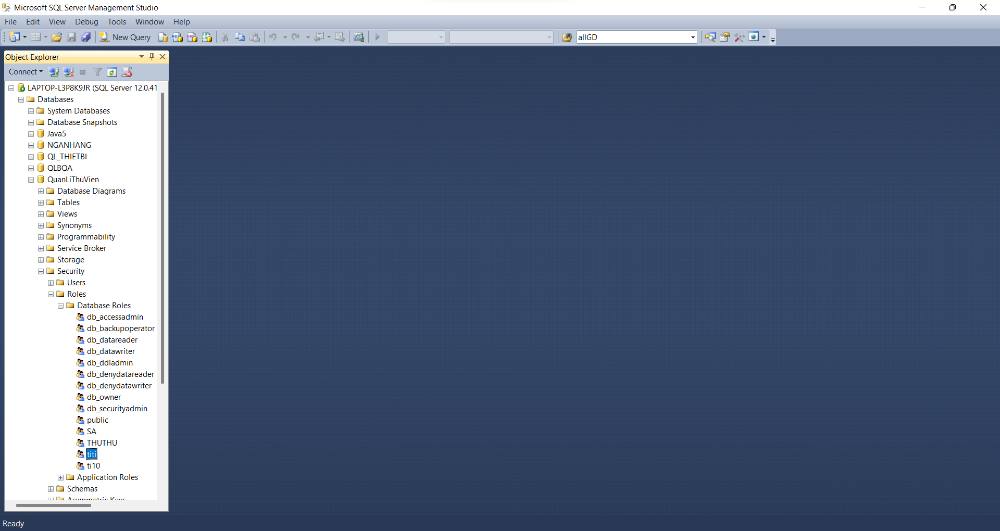 Microsoft SQL Server Management Studio
File Edit View Debug Tools Window Help
New Query allGD
Object Explorer
Connect
LAPTOP-L3P8K9JR (SQL Server 12.0.41
Databases
System Databases
Database Snapshots
Java5
NGANHANG
QL_THIETBI
QLBQA
QuanLiThuVien
Database Diagrams
Tables
Views
Synonyms
Programmability
Service Broker
Storage
Security
Users
Roles
Database Roles
db_accessadmin
db_backupoperator
db_datareader
db_datawriter
db_ddladmin
db_denydatareader
db_denydatawriter
db_owner
db_securityadmin
public
SA
THUTHU
titi
ti10
Application Roles
Schemas
Asymmetric Keys
Ready